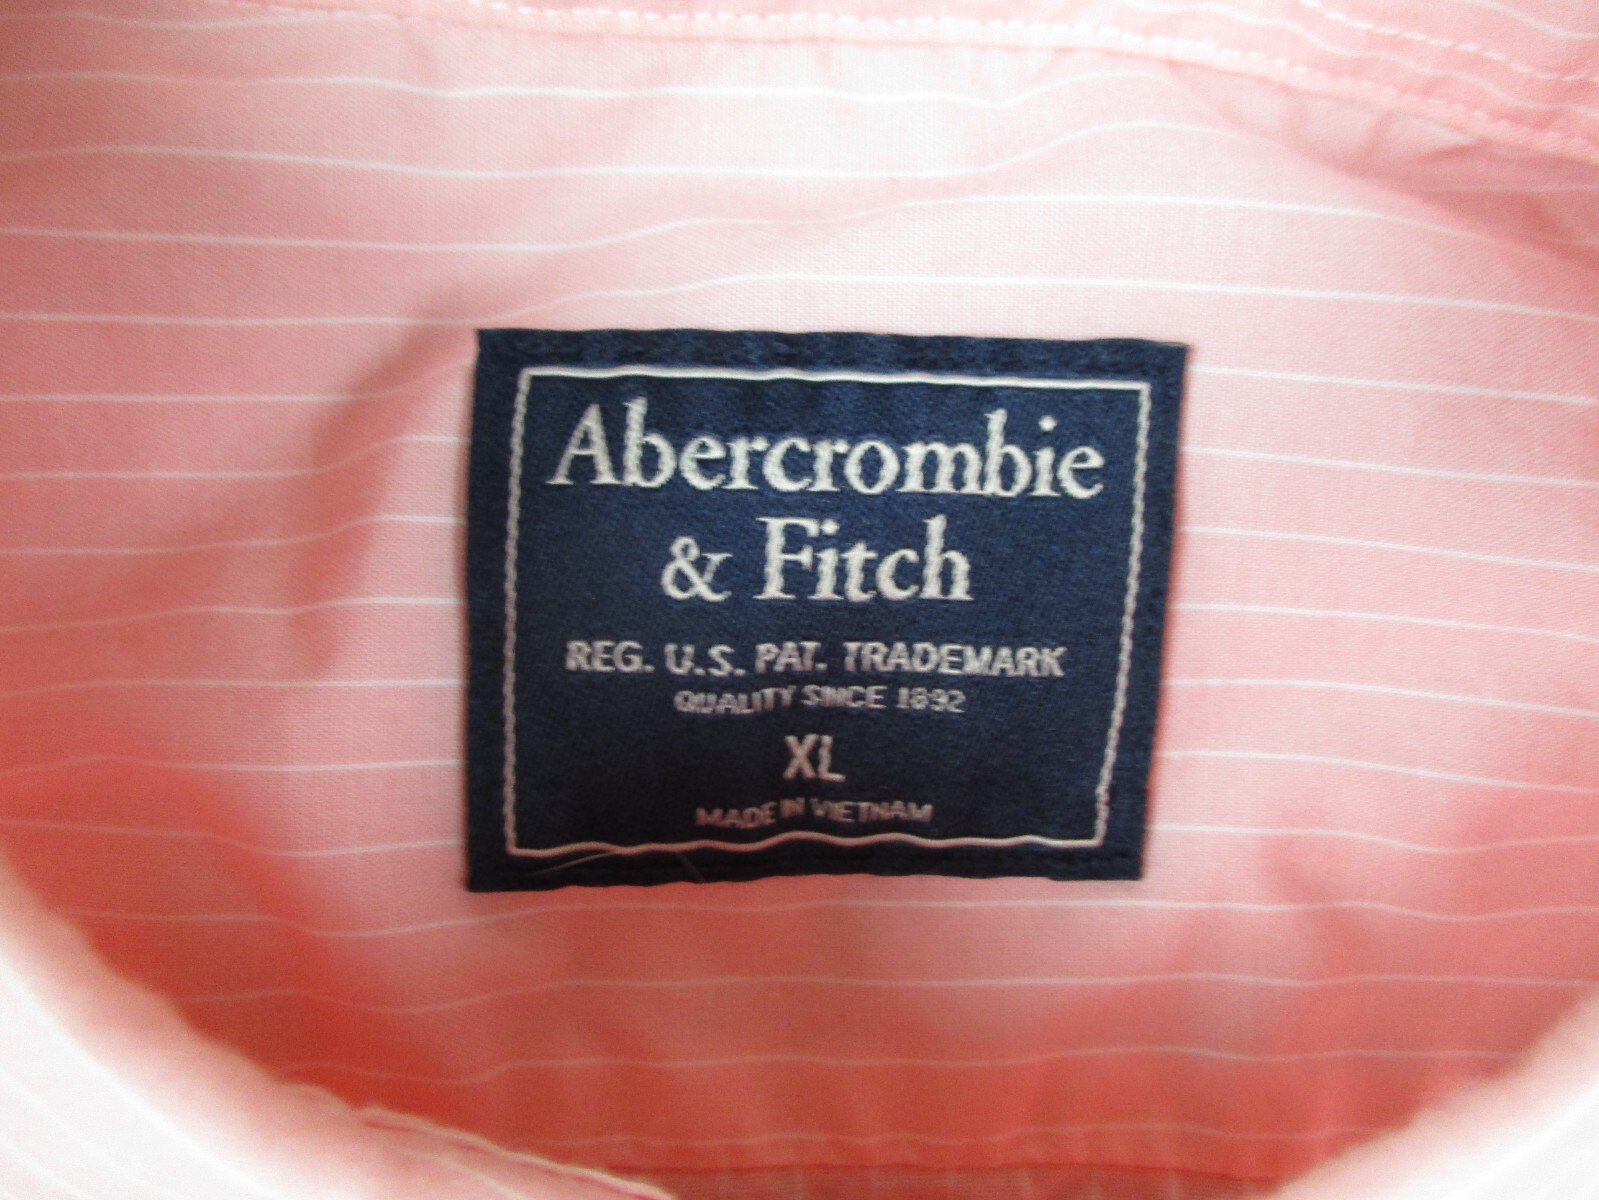 Abercrombie
& Fitch
REG. U.S. PAT. TRADEMARK
QUALITY SINCE 1892
XL
MADE IN VIETNAM